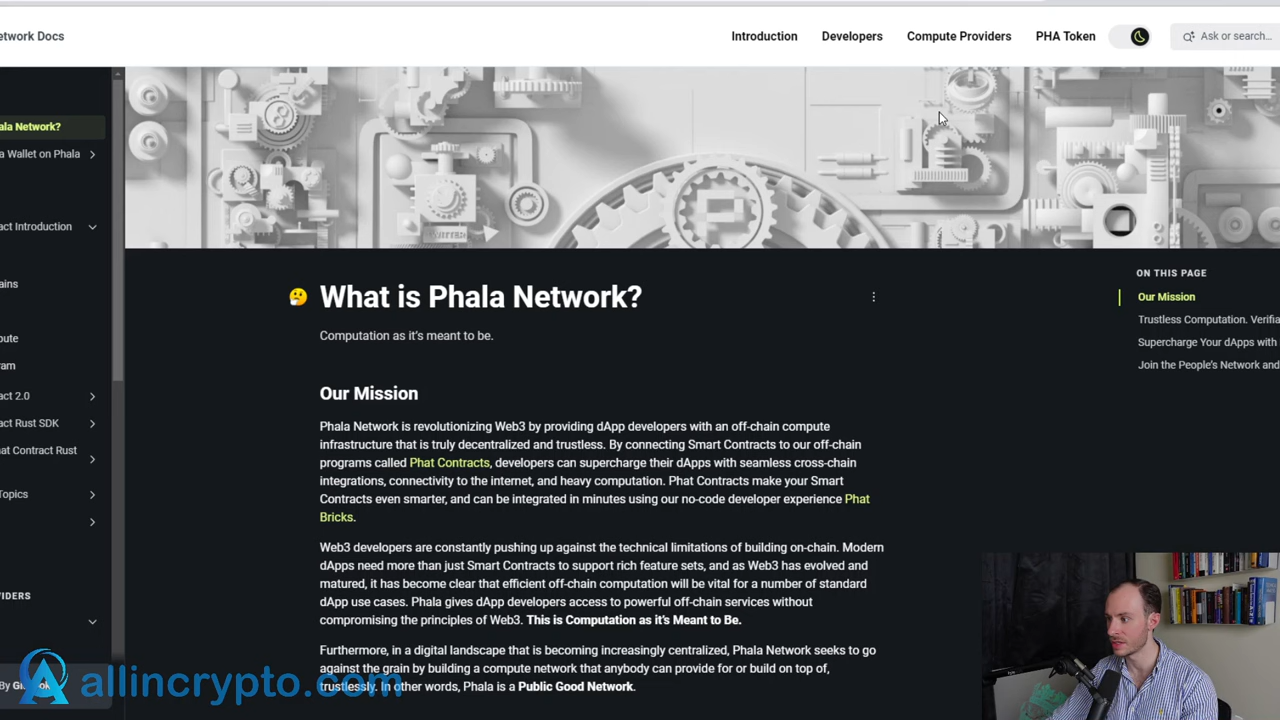 etwork Docs
Introduction
Developers
Compute Providers
PHA Token
Ask or search...
ala Network?
a Wallet on Phala
act Introduction
ains
ute
ram
act 2.0
act Rust SDK
at Contract Rust
Topics
VIDERS
By Gi
ok
What is Phala Network?
Computation as it's meant to be.
Our Mission
Phala Network is revolutionizing Web3 by providing dApp developers with an off-chain compute
infrastructure that is truly decentralized and trustless. By connecting Smart Contracts to our off-chain
programs called Phat Contracts, developers can supercharge their dApps with seamless cross-chain
integrations, connectivity to the internet, and heavy computation. Phat Contracts make your Smart
Contracts even smarter, and can be integrated in minutes using our no-code developer experience Phat
Bricks.
Web3 developers are constantly pushing up against the technical limitations of building on-chain. Modern
dApps need more than just Smart Contracts to support rich feature sets, and as Web3 has evolved and
matured, it has become clear that efficient off-chain computation will be vital for a number of standard
dApp use cases. Phala gives dApp developers access to powerful off-chain services without
compromising the principles of Web3. This is Computation as it's Meant to Be.
Furthermore, in a digital landscape that is becoming increasingly centralized, Phala Network seeks to go
against the grain by building a compute network that anybody can provide for or build on top of,
trustlessly. In other words, Phala is a Public Good Network.
ON THIS PAGE
Our Mission
Trustless Computation. Verifia
Supercharge Your dApps with
Join the People's Network and
allincrypto.com